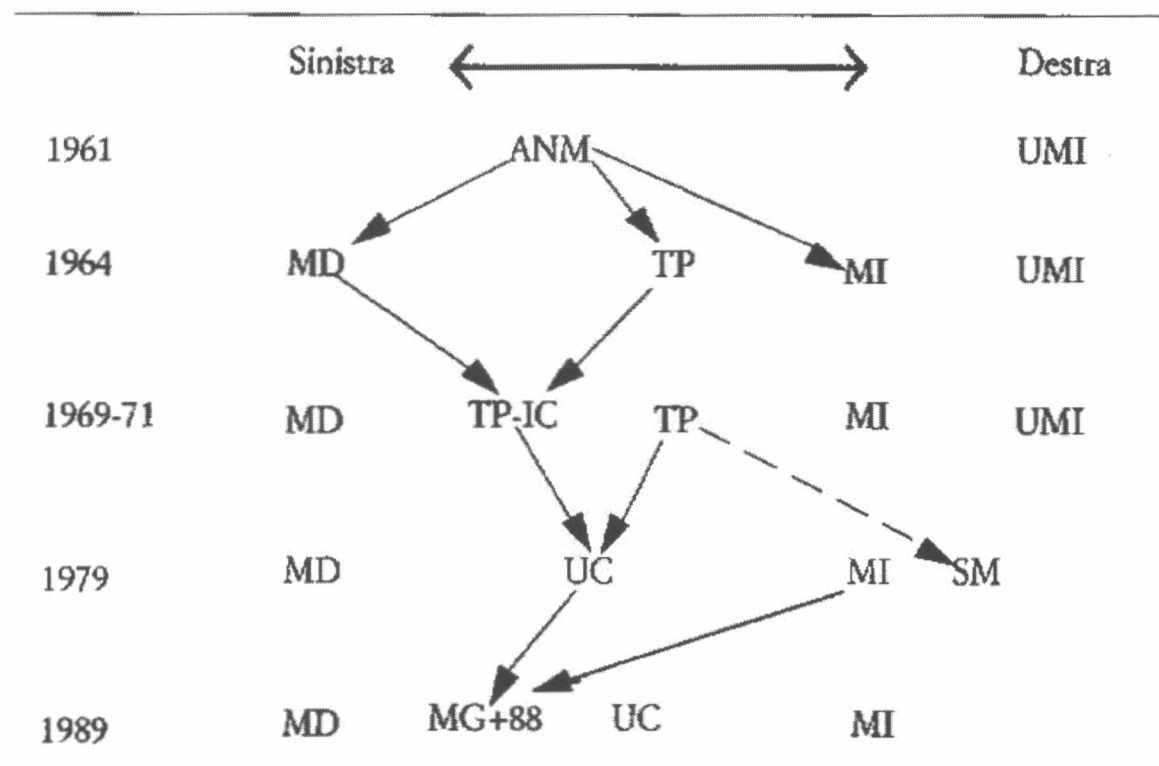 Sinistra Destra
1961 ANM UMI
1964 MD TP MI UMI
1969-71 MD TP-IC TP MI UMI
1979 MD UC MI SM
1989 MD MG+88 UC MI